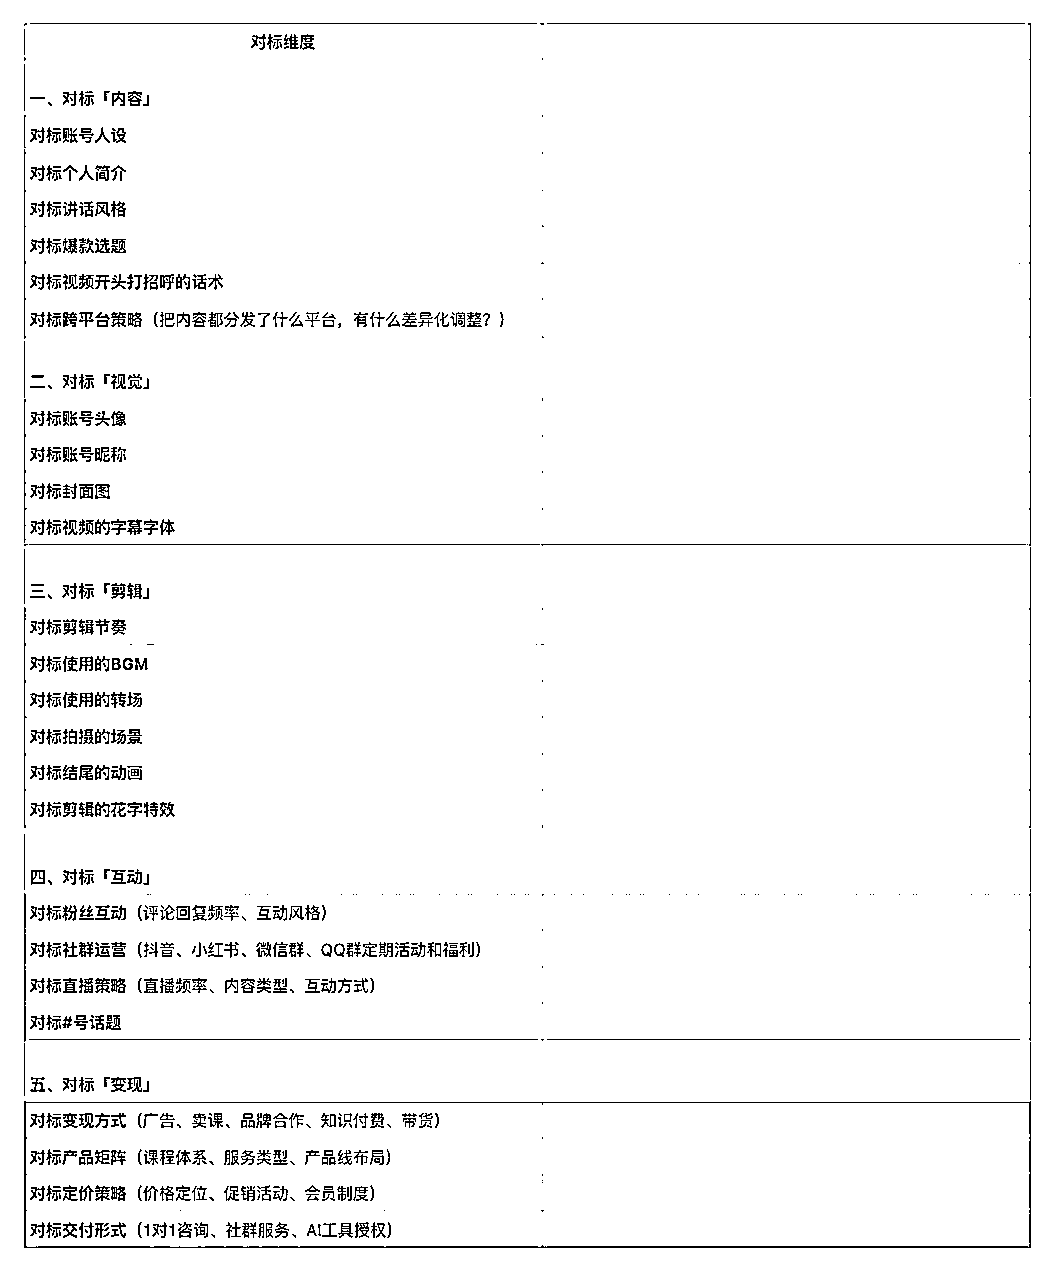 对标维度
一、对标「内容」
对标账号人设
对标个人简介
对标讲话风格
对标爆款选题
对标视频开头打招呼的话术
对标跨平台策略（把内容都分发了什么平台，有什么差异化调整？）
二、对标「视觉」
对标账号头像
对标账号昵称
对标封面图
对标视频的字幕字体
三、对标「剪辑」
对标剪辑节奏
对标使用的BGM
对标使用的转场
对标拍摄的场景
对标结尾的动画
对标剪辑的花字特效
四、对标「互动」
对标粉丝互动（评论回复频率、互动风格）
对标社群运营（抖音、小红书、微信群、QQ群定期活动和福利）
对标直播策略（直播频率、内容类型、互动方式）
对标#号话题
五、对标「变现」
对标变现方式（广告、卖课、品牌合作、知识付费、带货）
对标产品矩阵（课程体系、服务类型、产品线布局）
对标定价策略（价格定位、促销活动、会员制度）
对标交付形式（1对1咨询、社群服务、AI工具授权）